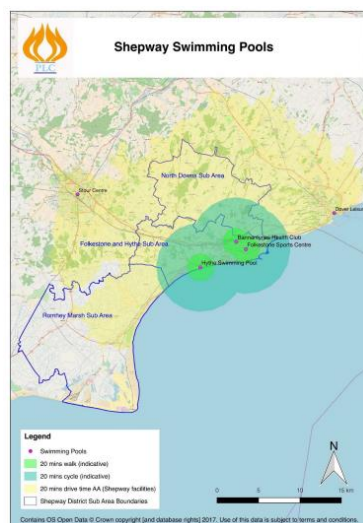 Shepway Swimming Pools
PLC
North Downs Sub Area
Stour Centre
Folkestone and Hythe Sub Area
Bannatynes Health Club
Folkestone Sports Centre
Hythe Swimming Pool
Romney Marsh Sub Area
Legend
Swimming Pools
20 mins walk (indicative)
20 mins cycle (indicative)
20 mins drive time AA (Shepway facilities)
Shepway District Sub Area Boundaries
N
0 5 10 15 km
Contains OS Open Data © Crown copyright [and database rights] 2017. Use of this data is subject to terms and conditions.